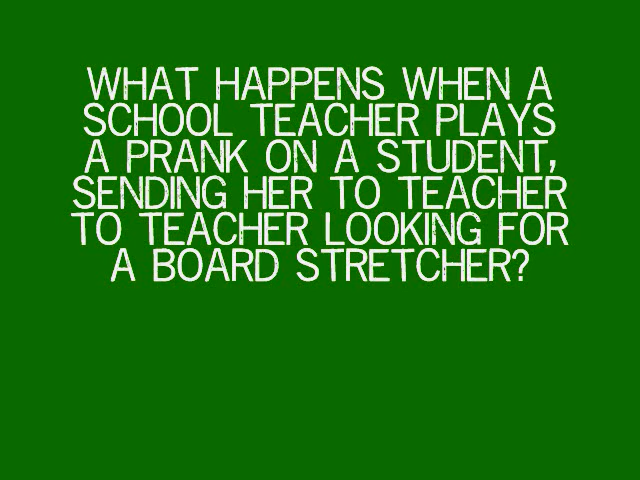 WHAT HAPPENS WHEN A
SCHOOL TEACHER PLAYS
A PRANK ON A STUDENT,
SENDING HER TO TEACHER
TO TEACHER LOOKING FOR
A BOARD STRETCHER?